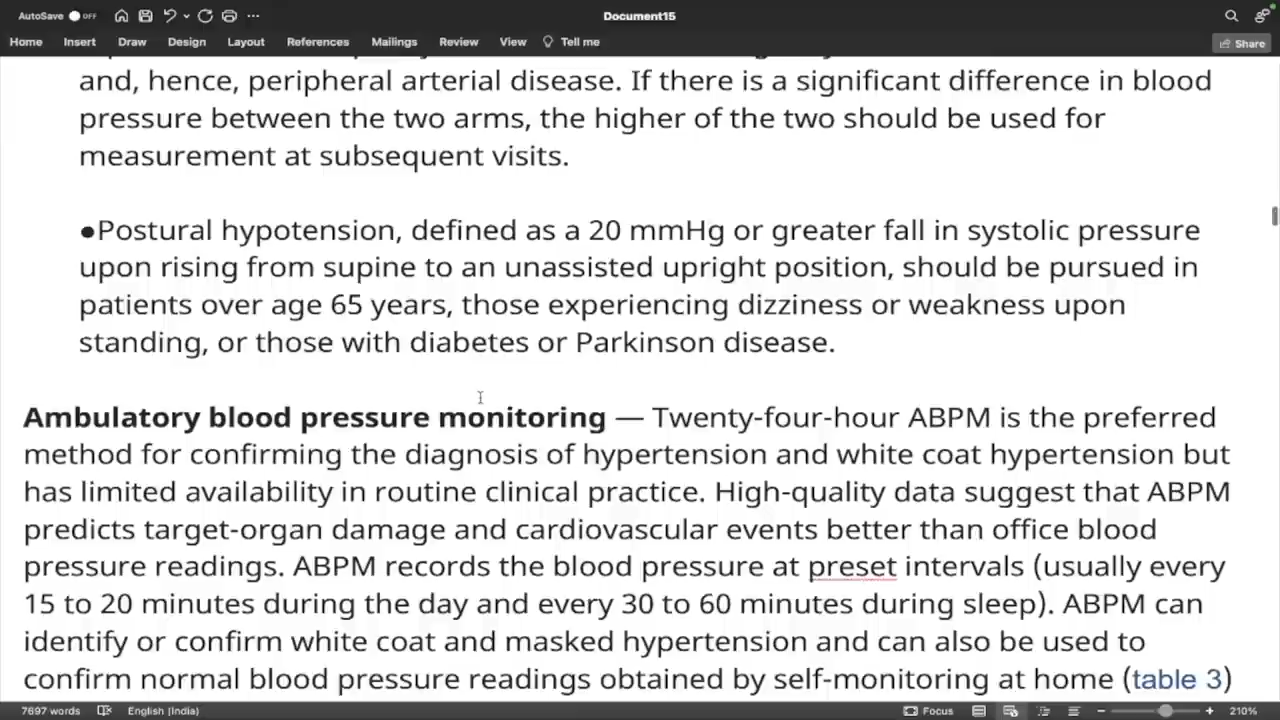 AutoSave OFF
Document15
Home Insert Draw Design Layout References Mailings Review View Tell me
Share
and, hence, peripheral arterial disease. If there is a significant difference in blood
pressure between the two arms, the higher of the two should be used for
measurement at subsequent visits.
●Postural hypotension, defined as a 20 mmHg or greater fall in systolic pressure
upon rising from supine to an unassisted upright position, should be pursued in
patients over age 65 years, those experiencing dizziness or weakness upon
standing, or those with diabetes or Parkinson disease.
Ambulatory blood pressure monitoring — Twenty-four-hour ABPM is the preferred
method for confirming the diagnosis of hypertension and white coat hypertension but
has limited availability in routine clinical practice. High-quality data suggest that ABPM
predicts target-organ damage and cardiovascular events better than office blood
pressure readings. ABPM records the blood pressure at preset intervals (usually every
15 to 20 minutes during the day and every 30 to 60 minutes during sleep). ABPM can
identify or confirm white coat and masked hypertension and can also be used to
confirm normal blood pressure readings obtained by self-monitoring at home (table 3)
7697 words English (India) Focus 210%